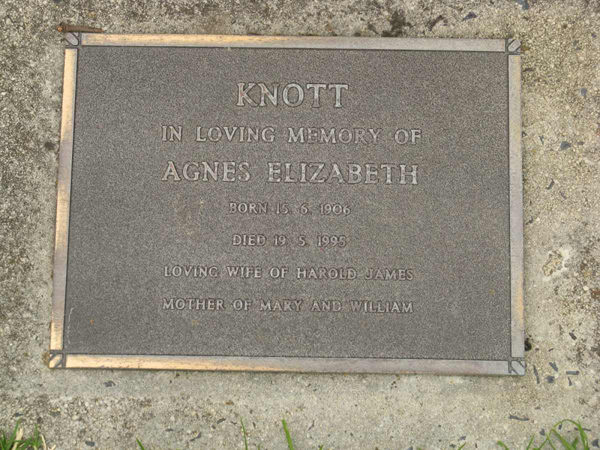 KNOTT
IN LOVING MEMORY OF
AGNES ELIZABETH
BORN 15. 6. 1906
DIED 19. 5. 1995
LOVING WIFE OF HAROLD JAMES
MOTHER OF MARY AND WILLIAM